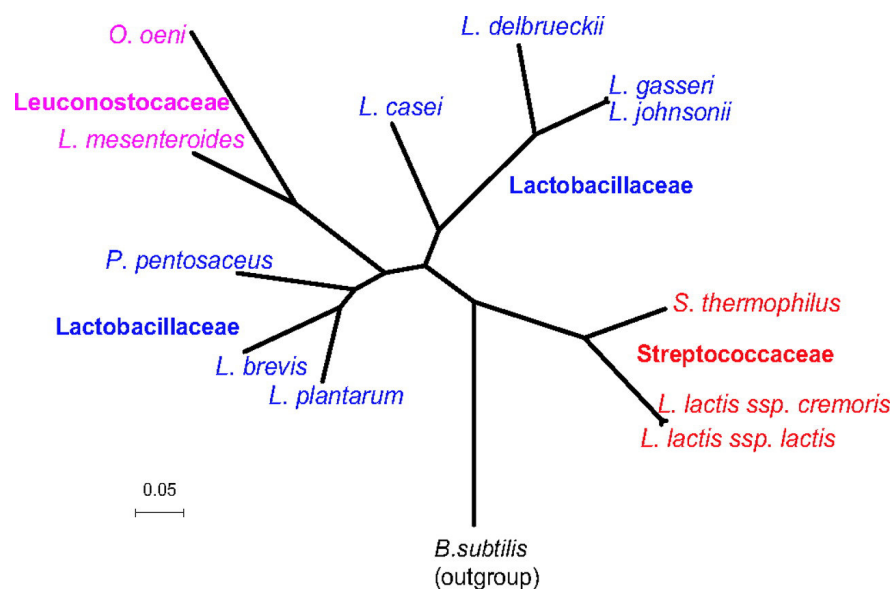 O. oeni
L. delbrueckii
Leuconostocaceae
L. casei
L. gasseri
L. johnsonii
L. mesenteroides
Lactobacillaceae
P. pentosaceus
S. thermophilus
Lactobacillaceae
Streptococcaceae
L. brevis
L. plantarum
L. lactis ssp. cremoris
L. lactis ssp. lactis
0.05
B.subtilis
(outgroup)